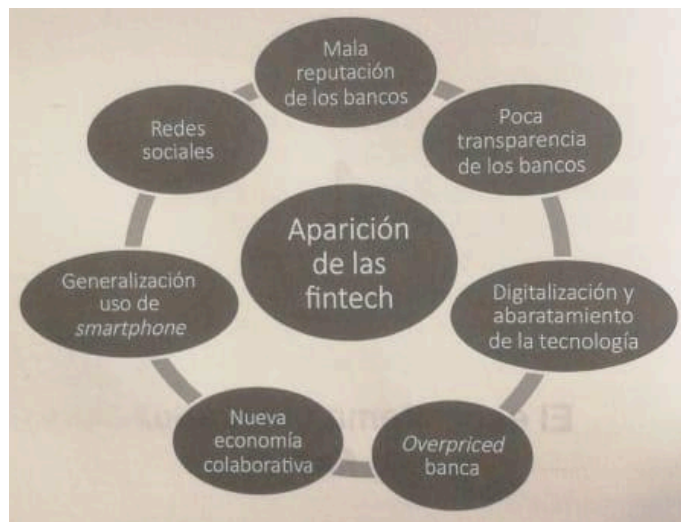 Mala
reputación
de los bancos
Poca
transparencia
de los bancos
Digitalización y
abaratamiento
de la tecnología
Overpriced
banca
Nueva
economía
colaborativa
Generalización
uso de
smartphone
Redes
sociales
Aparición
de las
fintech